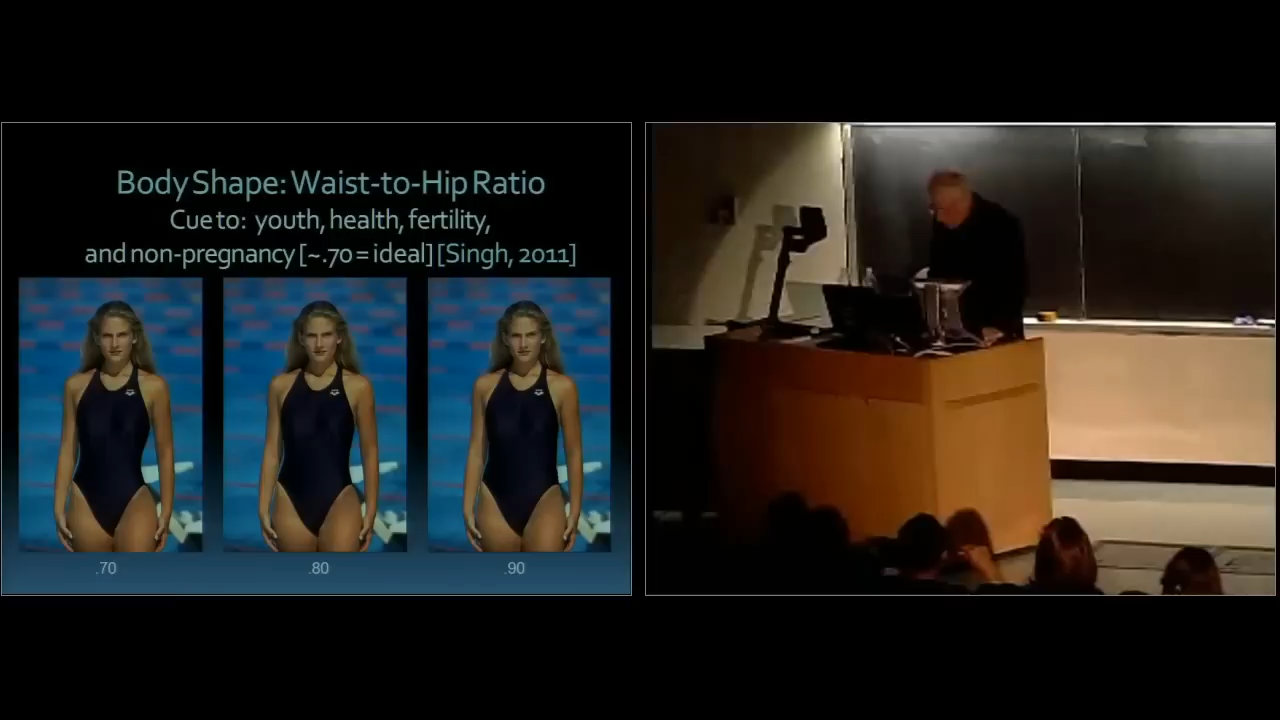 Body Shape: Waist-to-Hip Ratio
Cue to: youth, health, fertility,
and non-pregnancy [~.70 = ideal] [Singh, 2011]
.70
.80
.90